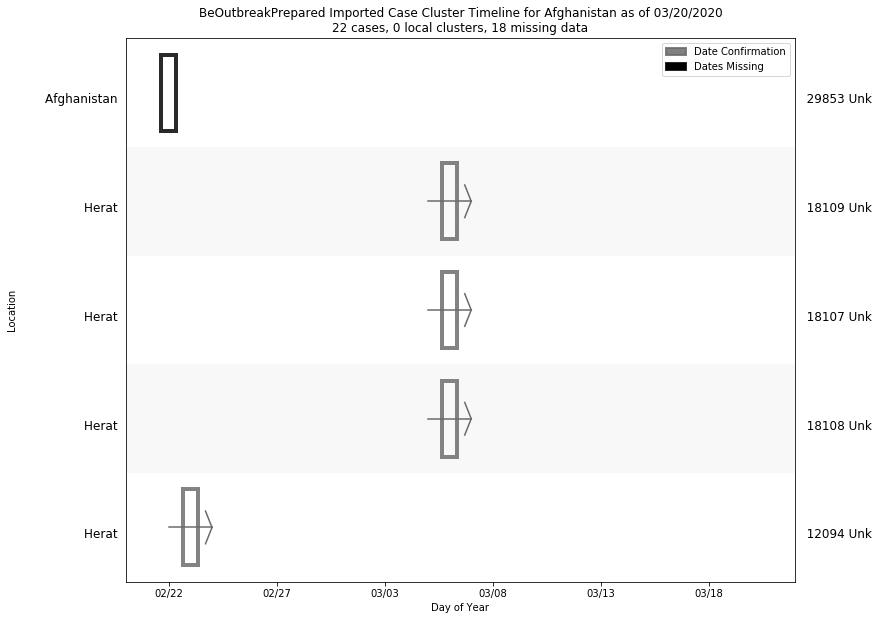 BeOutbreakPrepared Imported Case Cluster Timeline for Afghanistan as of 03/20/2020
22 cases, 0 local clusters, 18 missing data
Date Confirmation
Dates Missing
Afghanistan
29853 Unk
Herat
18109 Unk
Herat
18107 Unk
Herat
18108 Unk
Herat
12094 Unk
Location
02/22
02/27
03/03
03/08
03/13
03/18
Day of Year